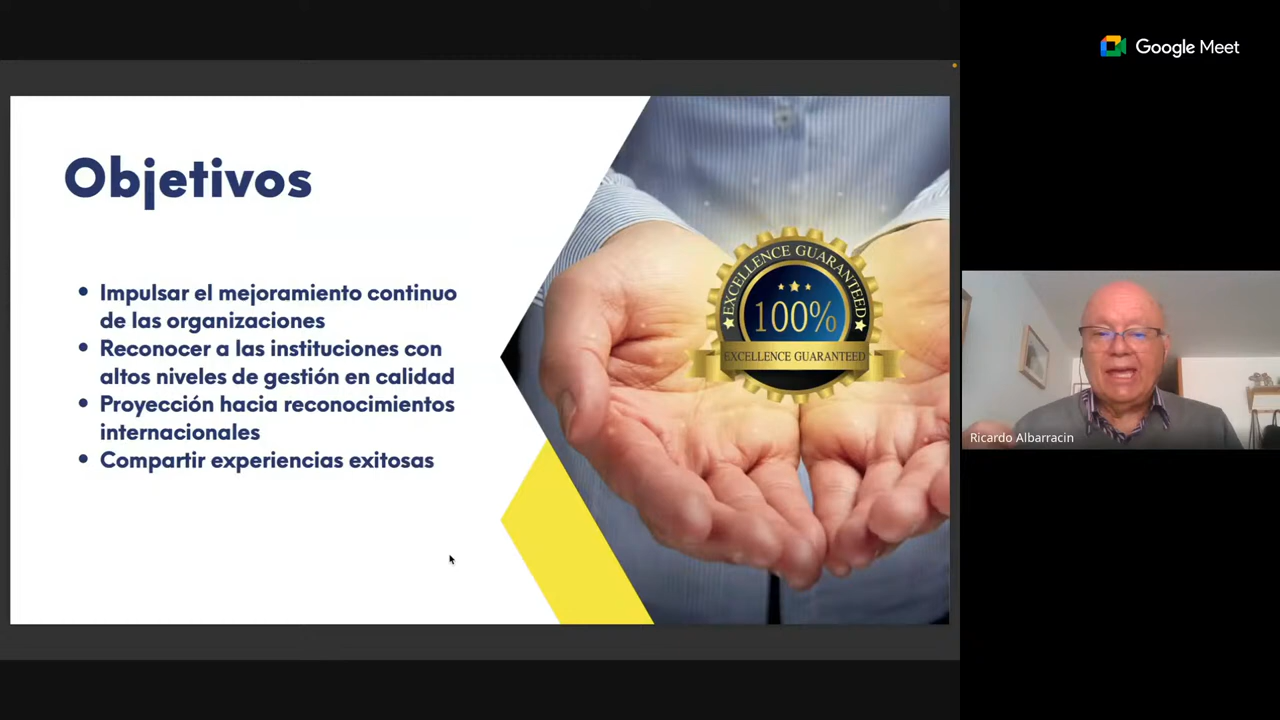 Google Meet
Objetivos
• Impulsar el mejoramiento continuo
de las organizaciones
• Reconocer a las instituciones con
altos niveles de gestión en calidad
• Proyección hacia reconocimientos
internacionales
• Compartir experiencias exitosas
EXCELLENCE GUARANTEED
100%
EXCELLENCE GUARANTEED
Ricardo Albarracin